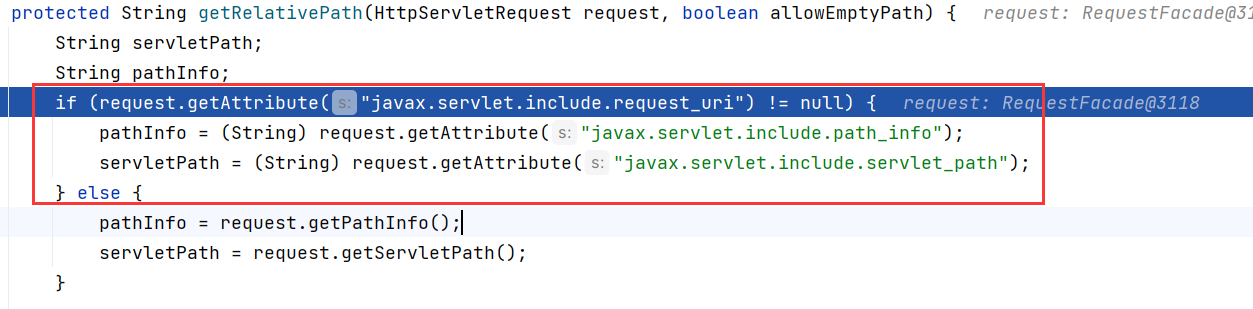 protected String getRelativePath(HttpServletRequest request, boolean allowEmptyPath) {  request: RequestFacade@31
    String servletPath;
    String pathInfo;
    if (request.getAttribute( s: "javax.servlet.include.request_uri") != null) {  request: RequestFacade@3118
        pathInfo = (String) request.getAttribute( s: "javax.servlet.include.path_info");
        servletPath = (String) request.getAttribute( s: "javax.servlet.include.servlet_path");
    } else {
        pathInfo = request.getPathInfo();
        servletPath = request.getServletPath();
    }